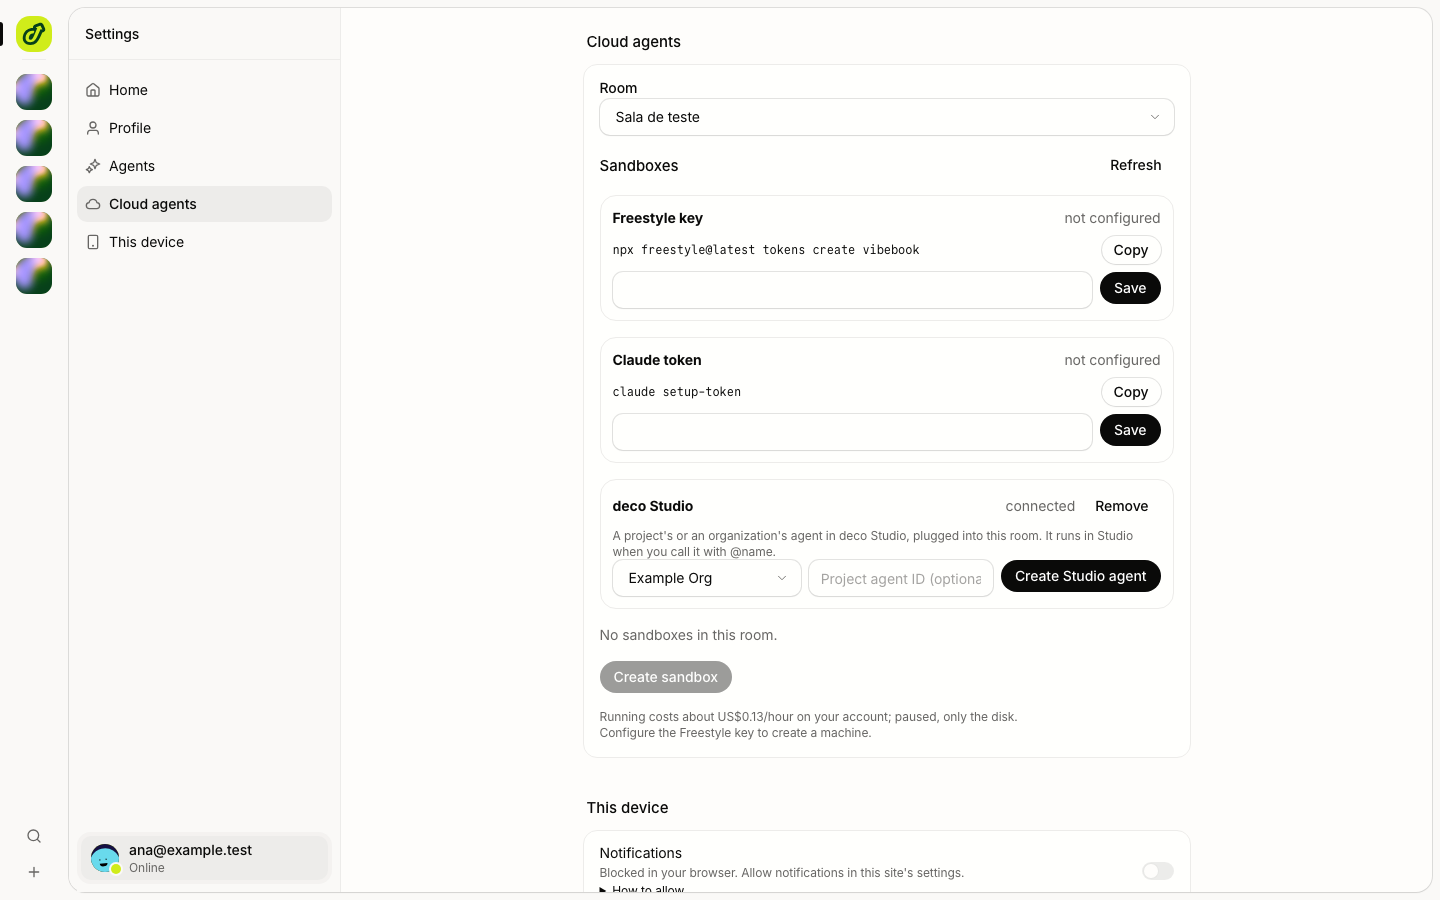 Settings
Home
Profile
Agents
Cloud agents
This device
ana@example.test
Online
Cloud agents
Room
Sala de teste
Sandboxes
Refresh
Freestyle key
not configured
npx freestyle@latest tokens create vibebook
Copy
Save
Claude token
not configured
claude setup-token
Copy
Save
deco Studio
connected
Remove
A project's or an organization's agent in deco Studio, plugged into this room. It runs in Studio
when you call it with @name.
Example Org
Project agent ID (optiona
Create Studio agent
No sandboxes in this room.
Create sandbox
Running costs about US$0.13/hour on your account; paused, only the disk.
Configure the Freestyle key to create a machine.
This device
Notifications
Blocked in your browser. Allow notifications in this site's settings.
How to allow